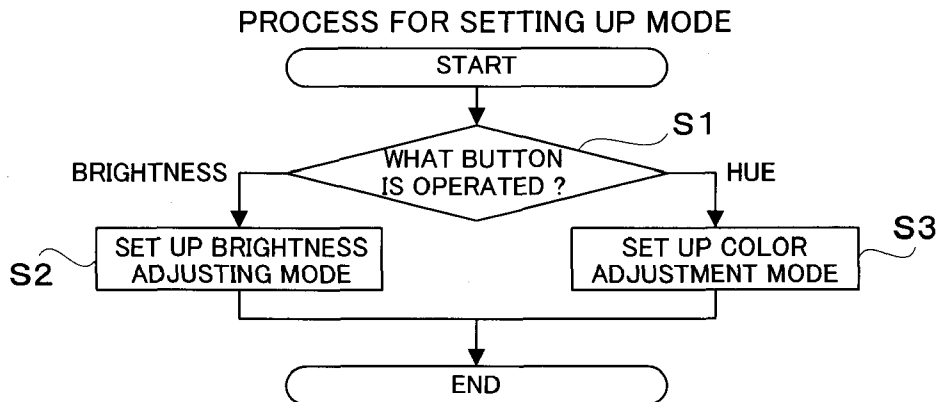 PROCESS FOR SETTING UP MODE
START
S1
WHAT BUTTON
IS OPERATED ?
BRIGHTNESS
HUE
S2
SET UP BRIGHTNESS
ADJUSTING MODE
SET UP COLOR
ADJUSTMENT MODE
S3
END